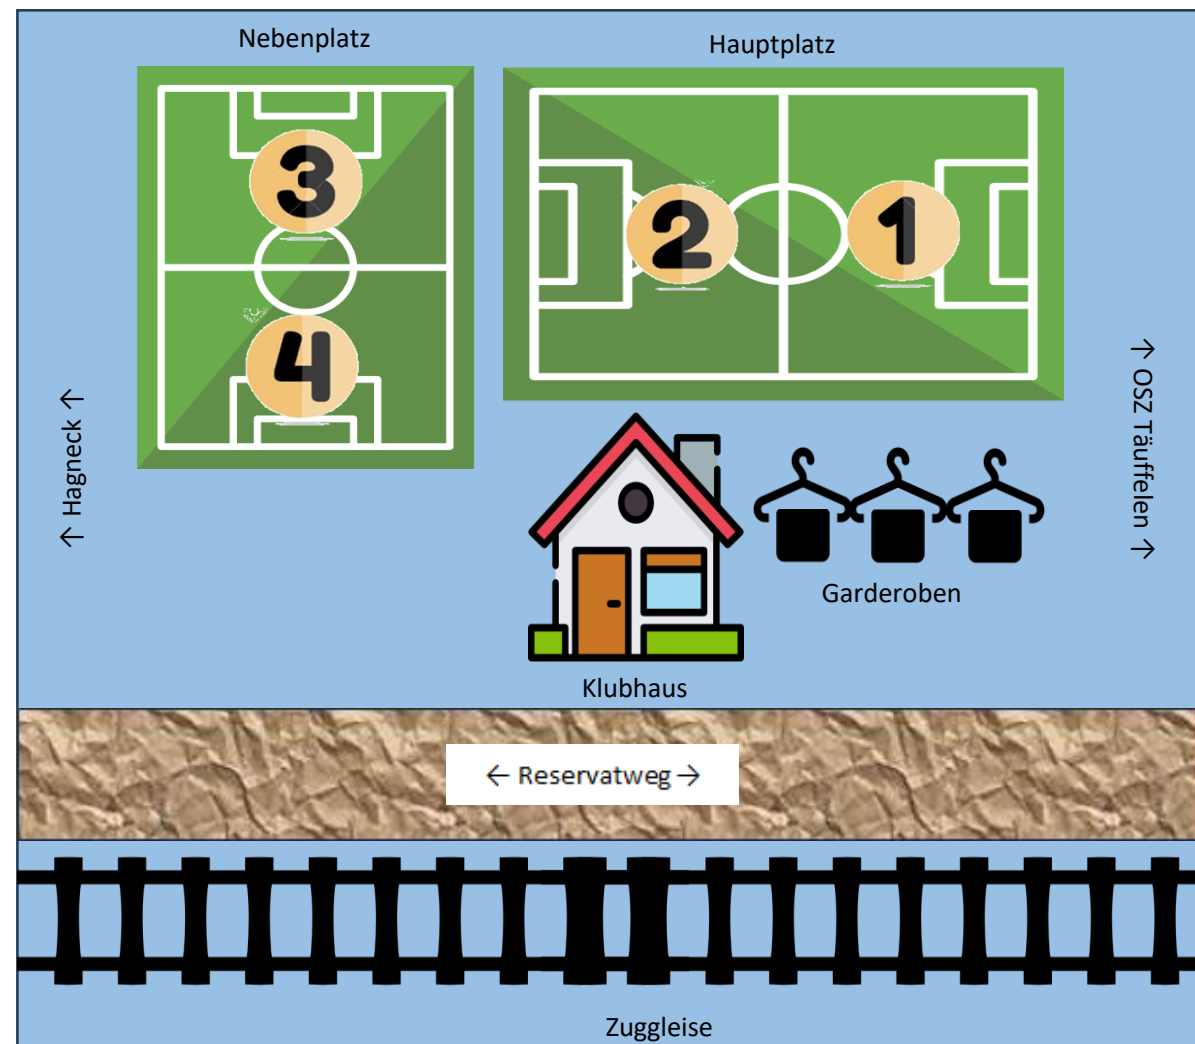 Nebenplatz
Hauptplatz
3
2
1
4
← Hagneck ←
← OSZ Täuffelen →
Garderoben
Klubhaus
← Reservatweg →
Zuggleise